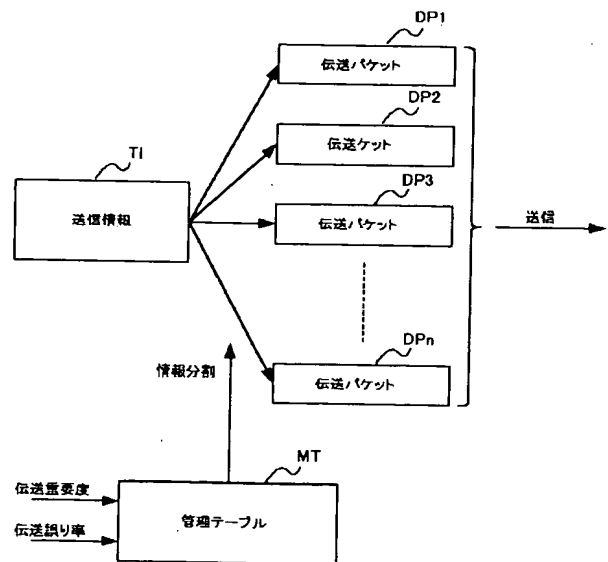 DP1
伝送パケット
DP2
伝送ケット
TI
送信情報
DP3
伝送パケット
送信
DPn
伝送パケット
情報分割
MT
伝送重要度
管理テーブル
伝送誤り率